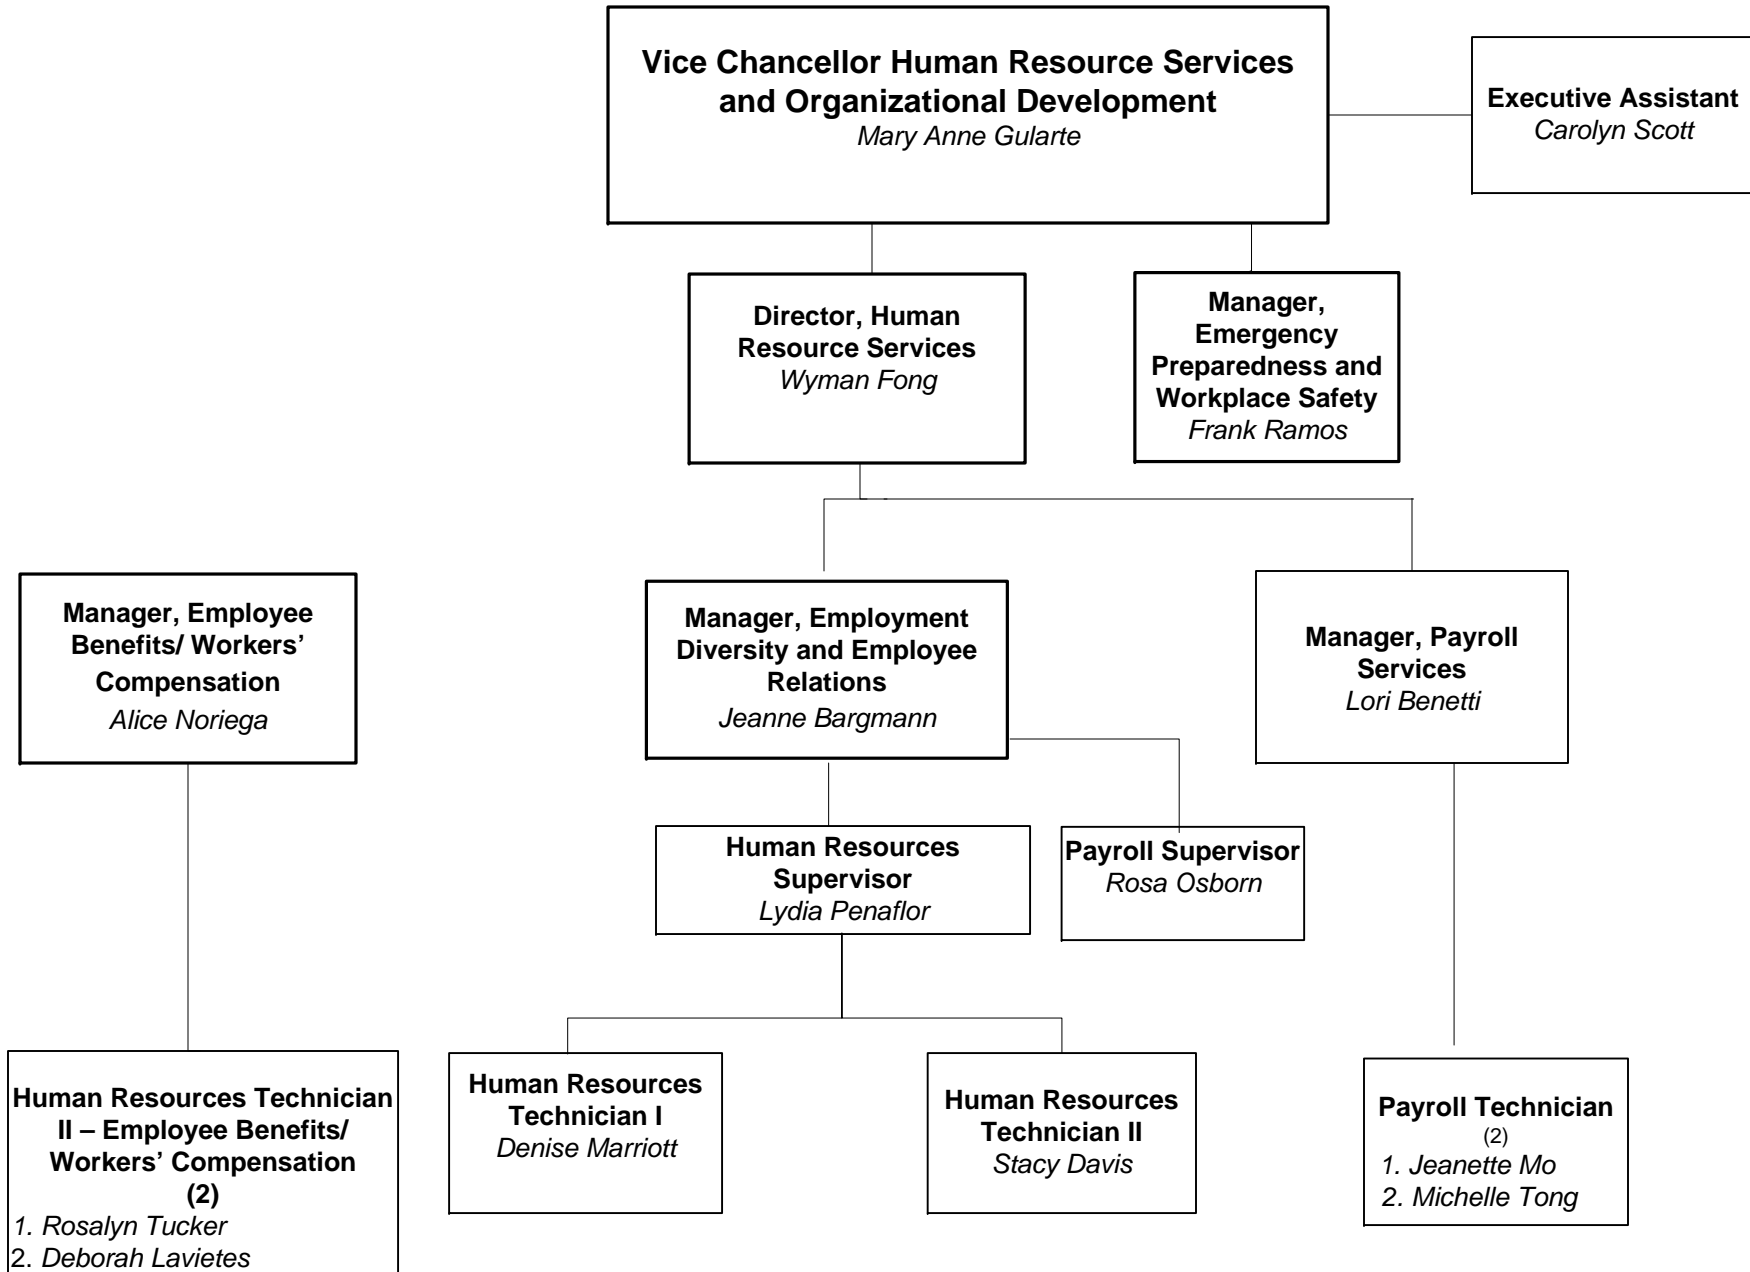 Vice Chancellor Human Resource Services
and Organizational Development
Mary Anne Gularte
Executive Assistant
Carolyn Scott
Director, Human
Resource Services
Wyman Fong
Manager,
Emergency
Preparedness and
Workplace Safety
Frank Ramos
Manager, Employee
Benefits/ Workers’
Compensation
Alice Noriega
Manager, Employment
Diversity and Employee
Relations
Jeanne Bargmann
Manager, Payroll
Services
Lori Benetti
Human Resources
Supervisor
Lydia Penaflor
Payroll Supervisor
Rosa Osborn
Human Resources Technician
II – Employee Benefits/
Workers’ Compensation
(2)
1. Rosalyn Tucker
2. Deborah Lavietes
Human Resources
Technician I
Denise Marriott
Human Resources
Technician II
Stacy Davis
Payroll Technician
(2)
1. Jeanette Mo
2. Michelle Tong